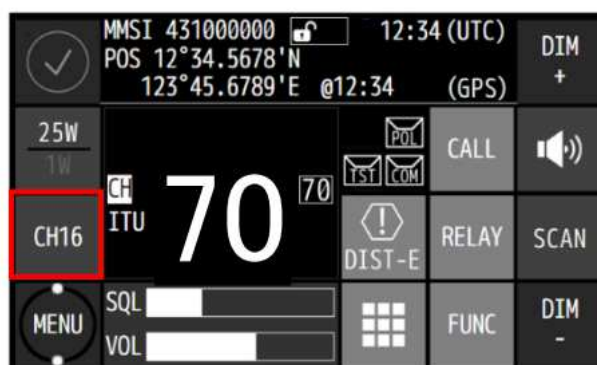 MMSI 431000000 12:34 (UTC)
POS 12°34.5678'N
123°45.6789'E @12:34 (GPS)
DIM
+
25W
1W
CH
ITU
70
70
POL
TST COM
CALL
CH16
DIST-E
RELAY
SCAN
MENU
SQL
VOL
FUNC
DIM
-